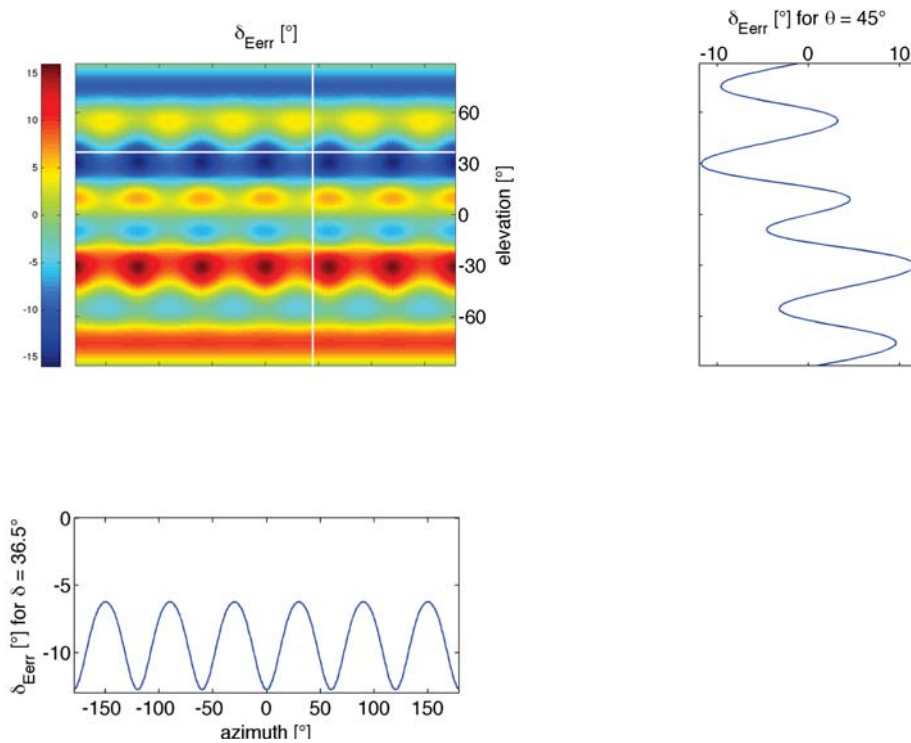 δEerr [°]
15
10
5
0
-5
-10
-15
60
30
0
-30
-60
elevation [°]
δEerr [°] for θ = 45°
-10 0 10
δEerr [°] for δ = 36.5°
0
-5
-10
-150 -100 -50 0 50 100 150
azimuth [°]